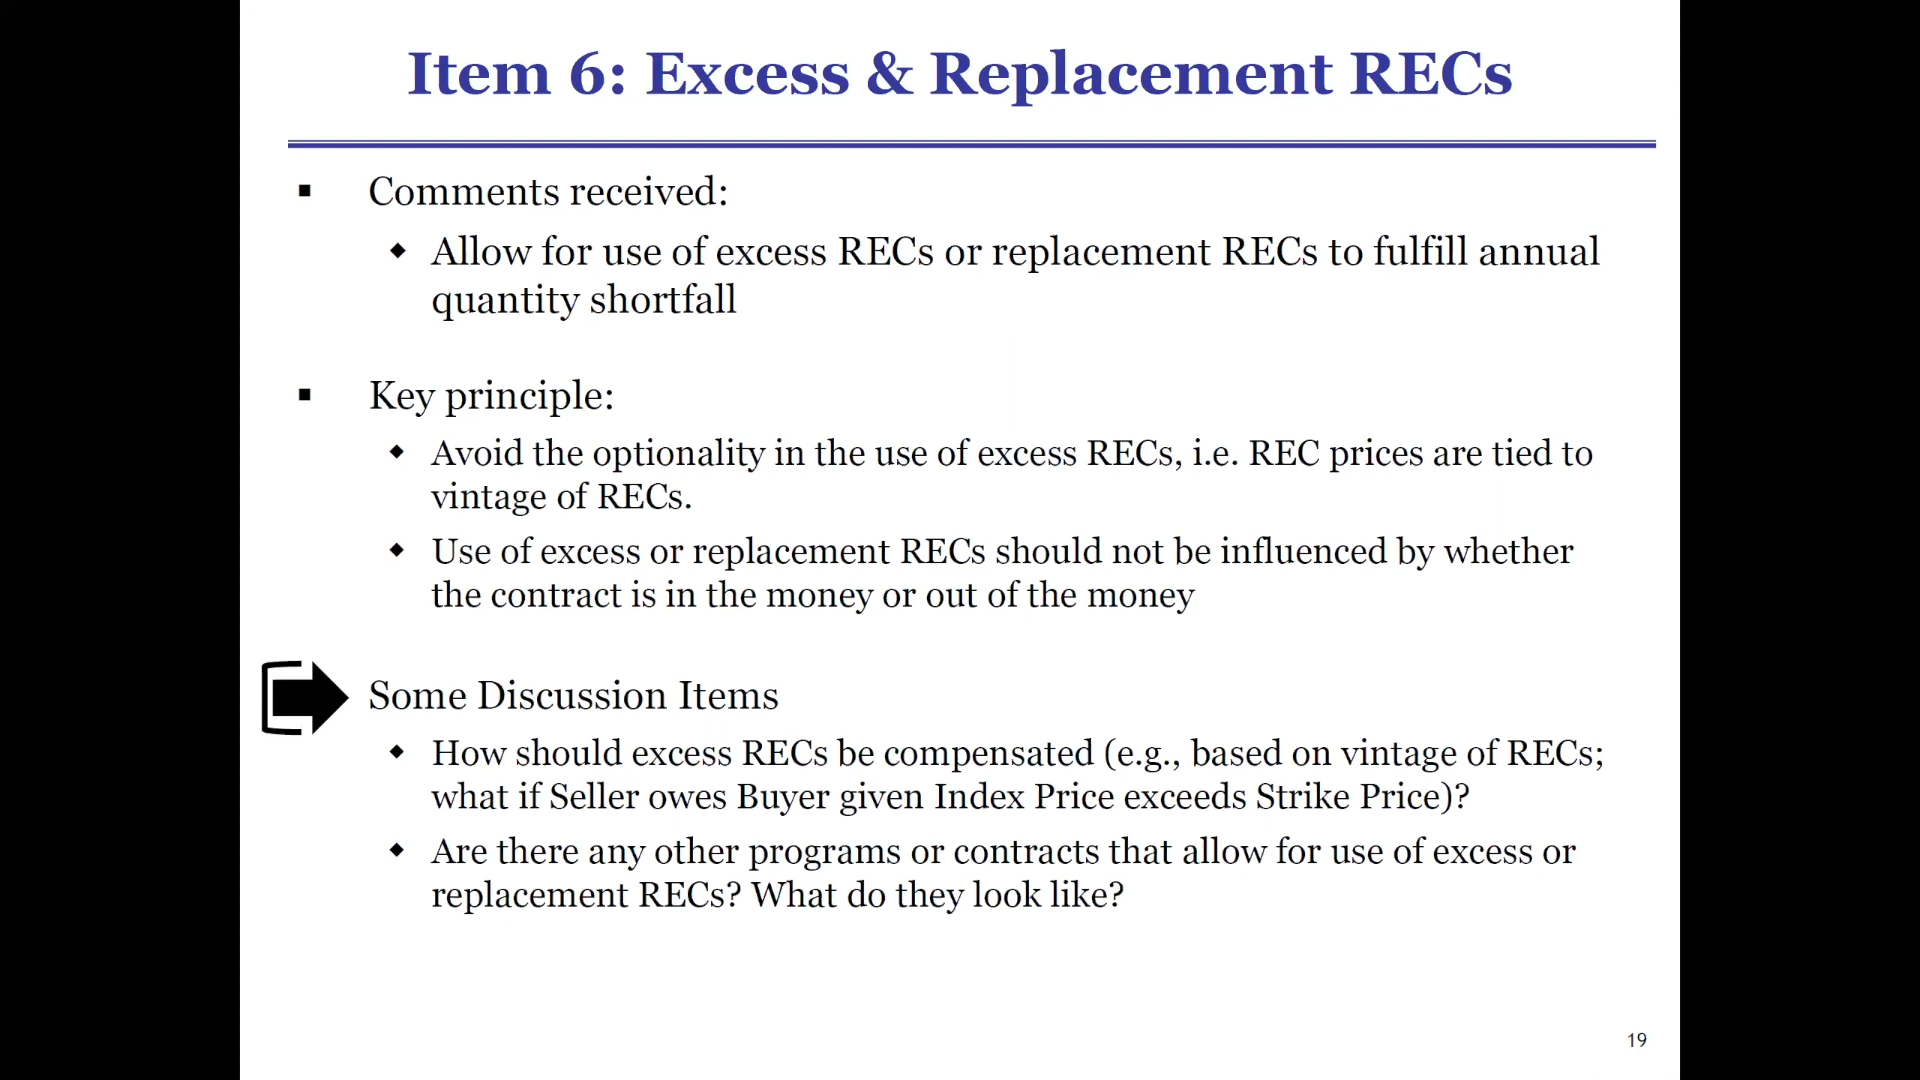 Item 6: Excess & Replacement RECs
Comments received:
Allow for use of excess RECs or replacement RECs to fulfill annual
quantity shortfall
Key principle:
Avoid the optionality in the use of excess RECs, i.e. REC prices are tied to
vintage of RECs.
Use of excess or replacement RECs should not be influenced by whether
the contract is in the money or out of the money
Some Discussion Items
How should excess RECs be compensated (e.g., based on vintage of RECs;
what if Seller owes Buyer given Index Price exceeds Strike Price)?
Are there any other programs or contracts that allow for use of excess or
replacement RECs? What do they look like?
19